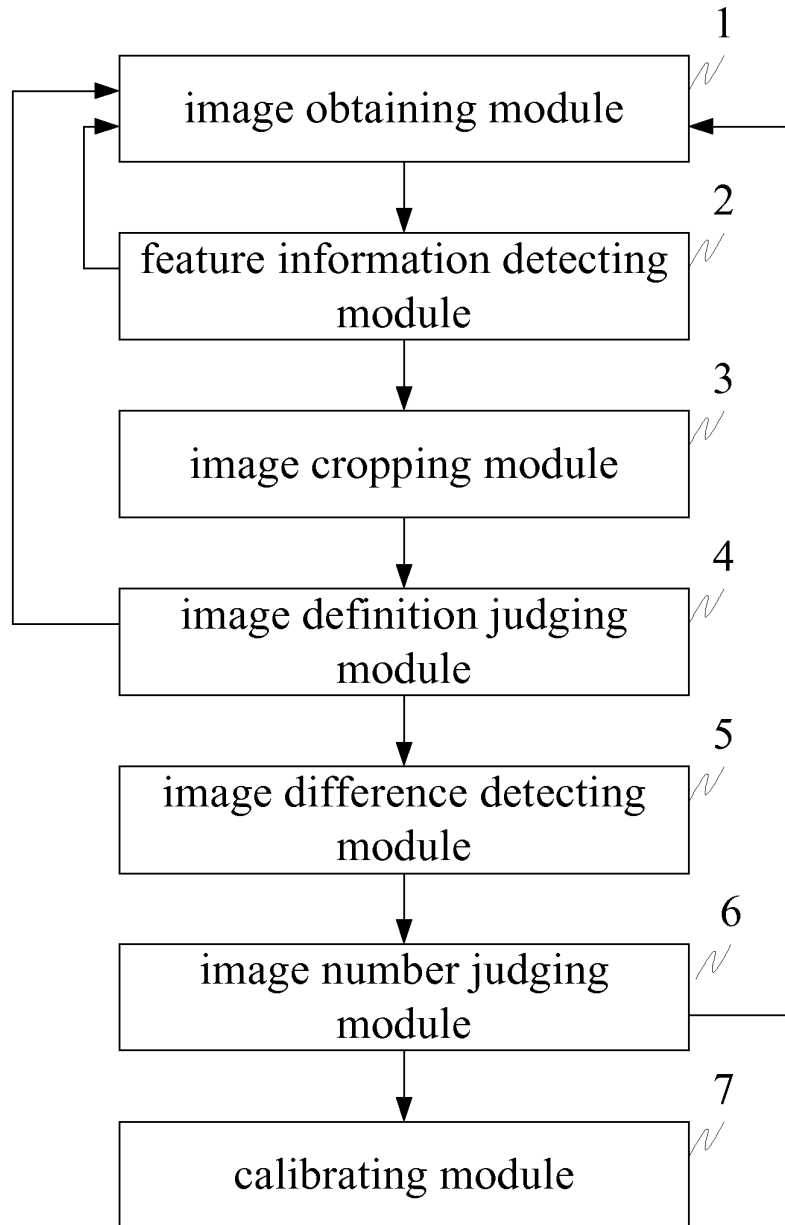 1
image obtaining module
2
feature information detecting
module
3
image cropping module
4
image definition judging
module
5
image difference detecting
module
6
image number judging
module
7
calibrating module